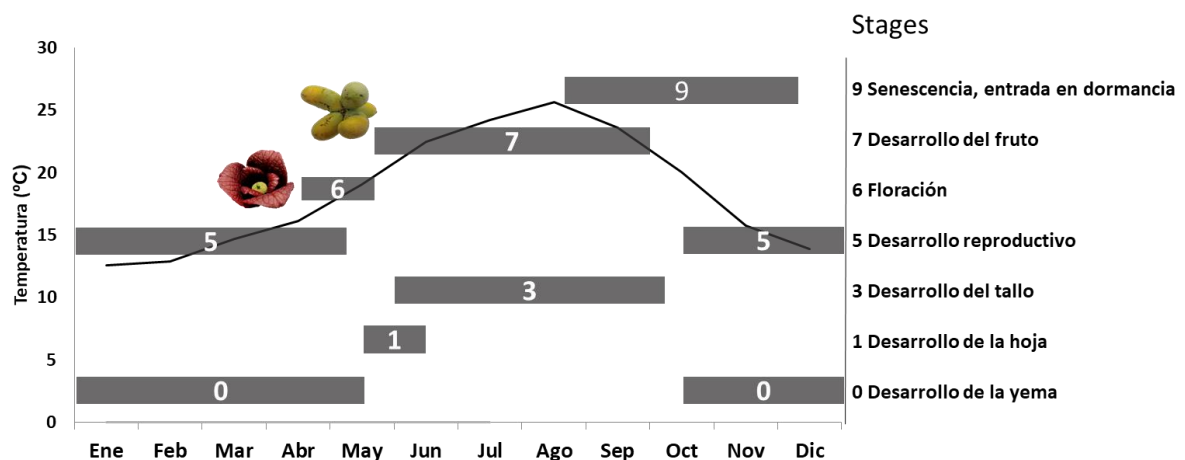 Stages
30
25
20
15
10
5
0
Temperatura (ºC)
9
7
6
5
5
3
1
0
0
9 Senescencia, entrada en dormancia
7 Desarrollo del fruto
6 Floración
5 Desarrollo reproductivo
3 Desarrollo del tallo
1 Desarrollo de la hoja
0 Desarrollo de la yema
Ene Feb Mar Abr May Jun Jul Ago Sep Oct Nov Dic